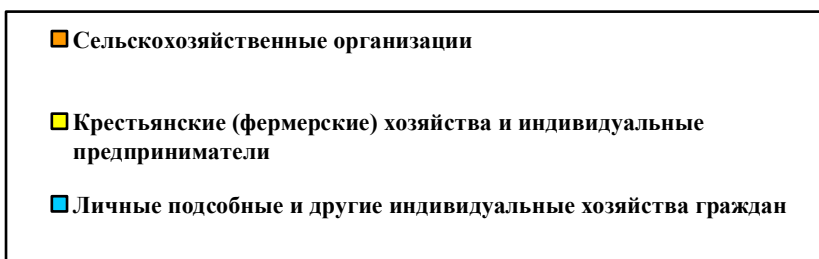 Сельскохозяйственные организации
Крестьянские (фермерские) хозяйства и индивидуальные
предприниматели
Личные подсобные и другие индивидуальные хозяйства граждан